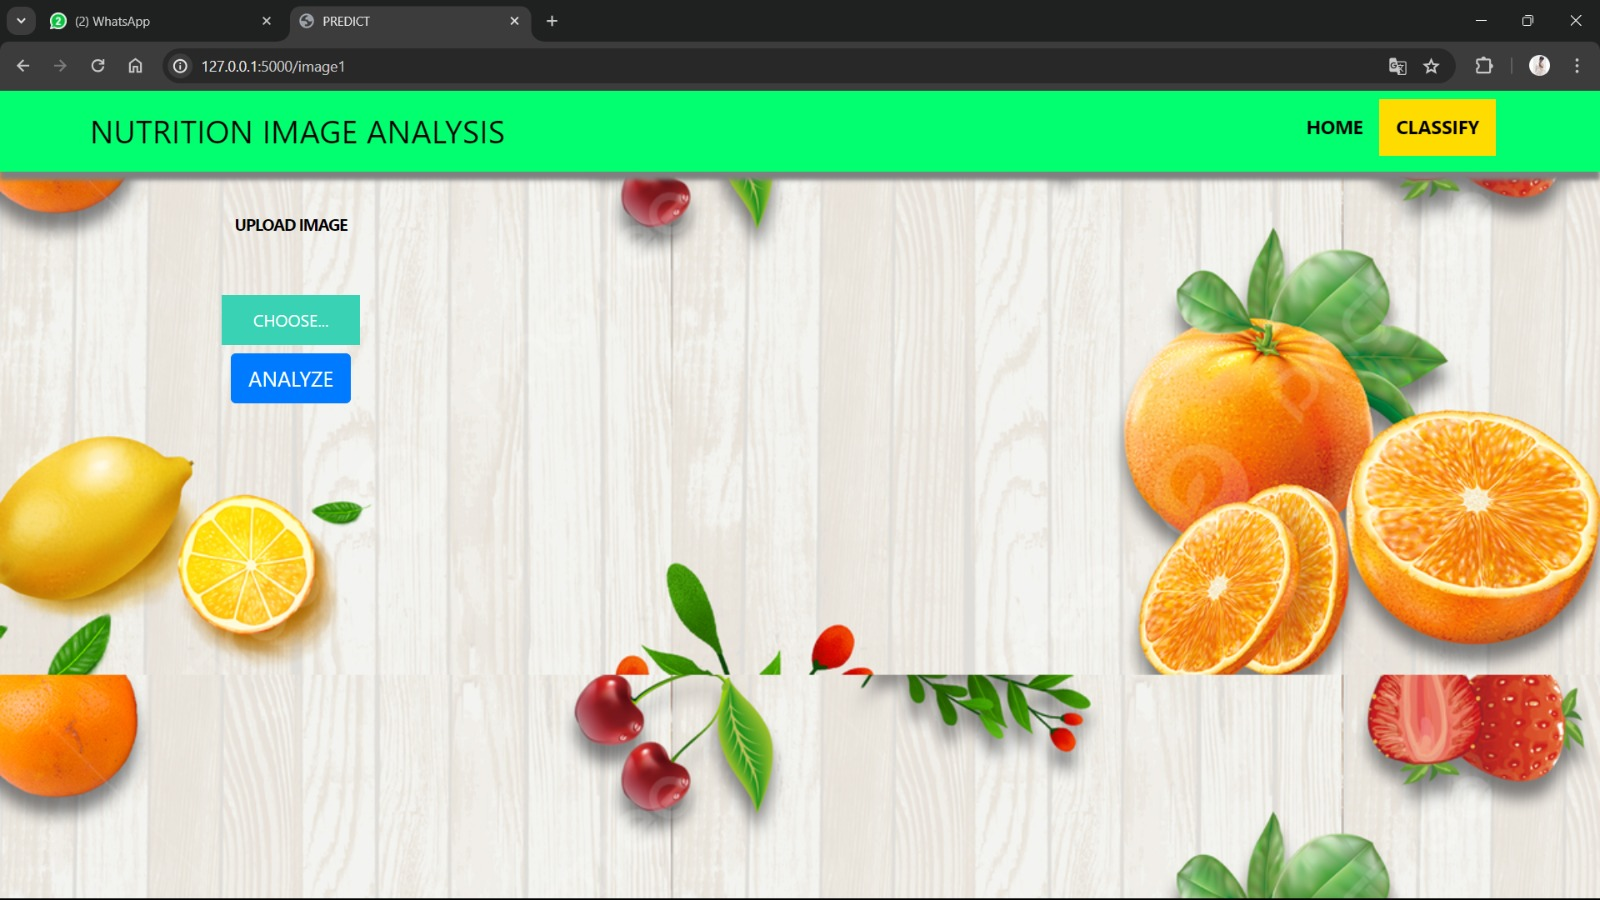 (2) WhatsApp
PREDICT
127.0.0.1:5000/image1
NUTRITION IMAGE ANALYSIS
HOME
CLASSIFY
UPLOAD IMAGE
CHOOSE...
ANALYZE